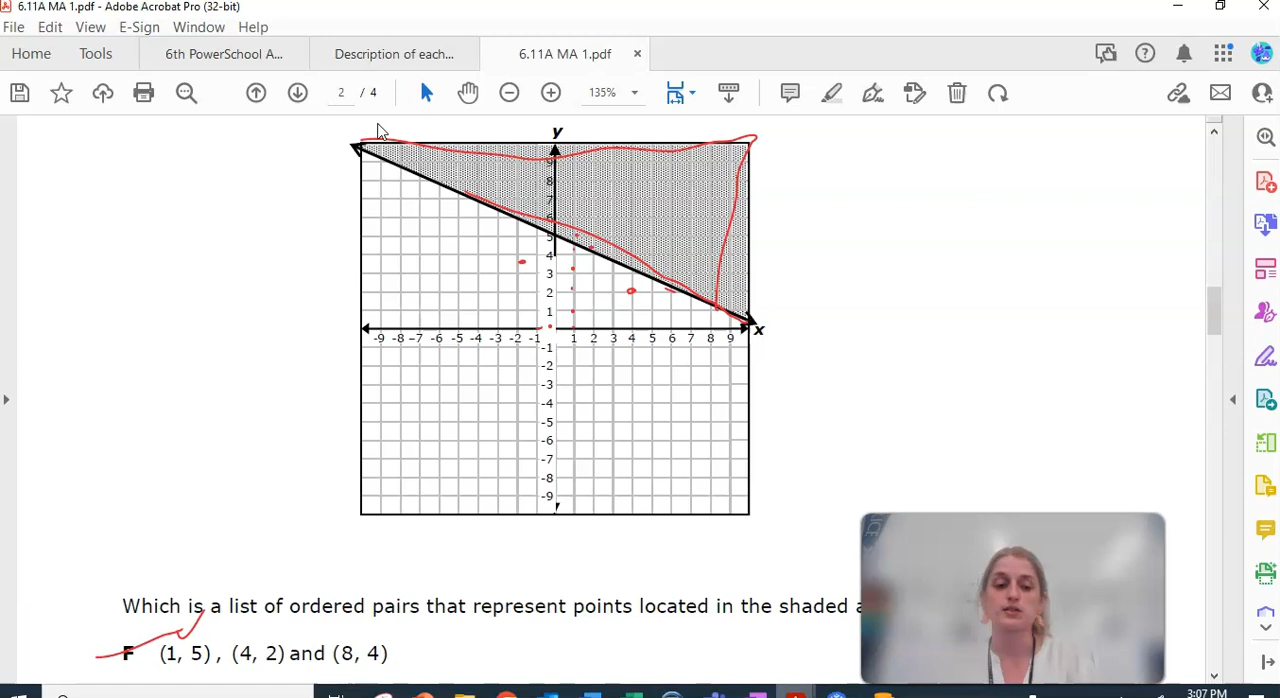 6.11A MA 1.pdf - Adobe Acrobat Pro (32-bit)
File Edit View E-Sign Window Help
Home Tools 6th PowerSchool A... Description of each... 6.11A MA 1.pdf ×
2 / 4 135%
y
9
8
7
6
5
4
3
2
1
x
-9 -8 -7 -6 -5 -4 -3 -2 -1 1 2 3 4 5 6 7 8 9
-1
-2
-3
-4
-5
-6
-7
-8
-9
Which is a list of ordered pairs that represent points located in the shaded a
F (1, 5) , (4, 2) and (8, 4)
3:07 PM